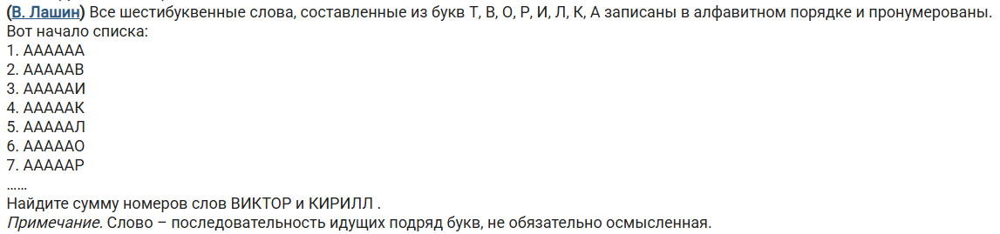 (В. Лашин) Все шестибуквенные слова, составленные из букв Т, В, О, Р, И, Л, К, А записаны в алфавитном порядке и пронумерованы.
Вот начало списка:
1. АААААА
2. АААААВ
3. АААААИ
4. АААААК
5. АААААЛ
6. АААААО
7. АААААР
……
Найдите сумму номеров слов ВИКТОР и КИРИЛЛ .
Примечание. Слово – последовательность идущих подряд букв, не обязательно осмысленная.